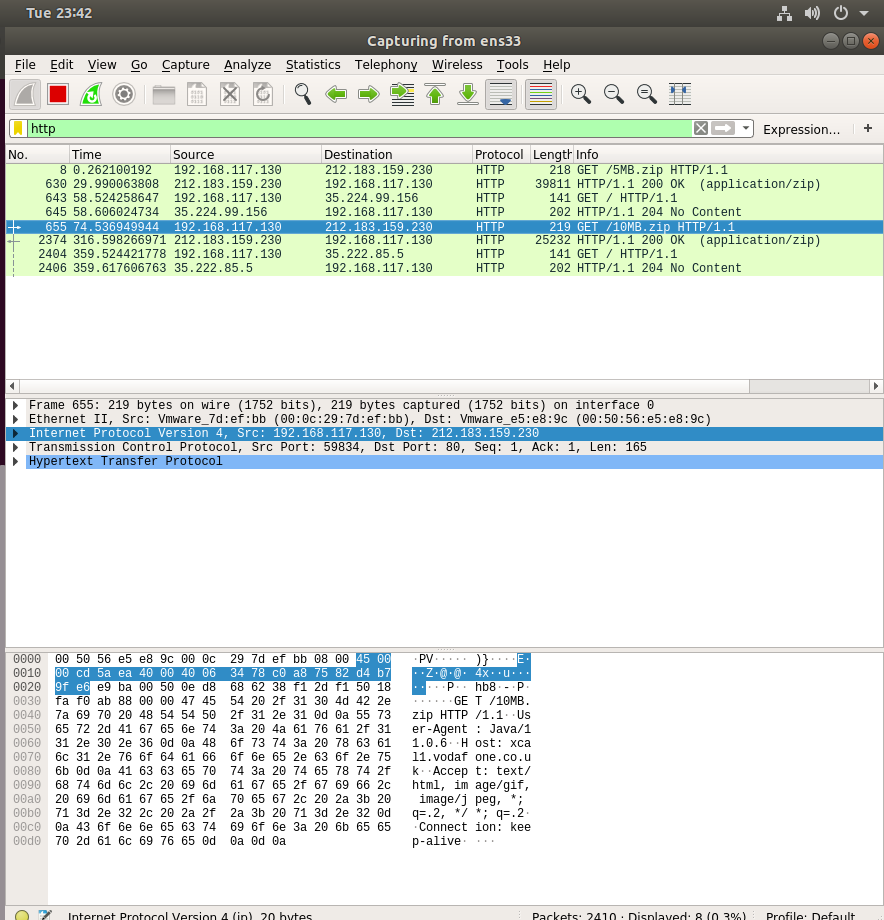 Tue 23:42
Capturing from ens33
File Edit View Go Capture Analyze Statistics Telephony Wireless Tools Help
http Expression... +
No. Time Source Destination Protocol Length Info
8 0.262100192 192.168.117.130 212.183.159.230 HTTP 218 GET /5MB.zip HTTP/1.1
630 29.990063808 212.183.159.230 192.168.117.130 HTTP 39811 HTTP/1.1 200 OK (application/zip)
643 58.524258647 192.168.117.130 35.224.99.156 HTTP 141 GET / HTTP/1.1
645 58.606024734 35.224.99.156 192.168.117.130 HTTP 202 HTTP/1.1 204 No Content
655 74.536949944 192.168.117.130 212.183.159.230 HTTP 219 GET /10MB.zip HTTP/1.1
2374 316.598266971 212.183.159.230 192.168.117.130 HTTP 25232 HTTP/1.1 200 OK (application/zip)
2404 359.524421778 192.168.117.130 35.222.85.5 HTTP 141 GET / HTTP/1.1
2406 359.617606763 35.222.85.5 192.168.117.130 HTTP 202 HTTP/1.1 204 No Content
Frame 655: 219 bytes on wire (1752 bits), 219 bytes captured (1752 bits) on interface 0
Ethernet II, Src: Vmware_7d:ef:bb (00:0c:29:7d:ef:bb), Dst: Vmware_e5:e8:9c (00:50:56:e5:e8:9c)
Internet Protocol Version 4, Src: 192.168.117.130, Dst: 212.183.159.230
Transmission Control Protocol, Src Port: 59834, Dst Port: 80, Seq: 1, Ack: 1, Len: 165
Hypertext Transfer Protocol
0000 00 50 56 e5 e8 9c 00 0c 29 7d ef bb 08 00 45 00 ·PV····· )}····E·
0010 00 cd 5a ea 40 00 40 06 34 78 c0 a8 75 82 d4 b7 ··Z·@·@· 4x··u···
0020 9f e6 e9 ba 00 50 0e d8 68 62 38 f1 2d f1 50 18 ·····P·· hb8·-·P·
0030 fa f0 ab 88 00 00 47 45 54 20 2f 31 30 4d 42 2e ······GE T /10MB.
0040 7a 69 70 20 48 54 54 50 2f 31 2e 31 0d 0a 55 73 zip HTTP /1.1··Us
0050 65 72 2d 41 67 65 6e 74 3a 20 4a 61 76 61 2f 31 er-Agent : Java/1
0060 31 2e 30 2e 36 0d 0a 48 6f 73 74 3a 20 78 63 61 1.0.6··H ost: xca
0070 6c 31 2e 76 6f 64 61 66 6f 6e 65 2e 63 6f 2e 75 l1.vodaf one.co.u
0080 6b 0d 0a 41 63 63 65 70 74 3a 20 74 65 78 74 2f k··Accep t: text/
0090 68 74 6d 6c 2c 20 69 6d 61 67 65 2f 67 69 66 2c html, im age/gif,
00a0 20 69 6d 61 67 65 2f 6a 70 65 67 2c 20 2a 3b 20 image/j peg, *;
00b0 71 3d 2e 32 2c 20 2a 2f 2a 3b 20 71 3d 2e 32 0d q=.2, */ *; q=.2·
00c0 0a 43 6f 6e 6e 65 63 74 69 6f 6e 3a 20 6b 65 65 ·Connect ion: kee
00d0 70 2d 61 6c 69 76 65 0d 0a 0d 0a p-alive· ···
Internet Protocol Version 4 (ip), 20 bytes Packets: 2410 · Displayed: 8 (0.3%) Profile: Default